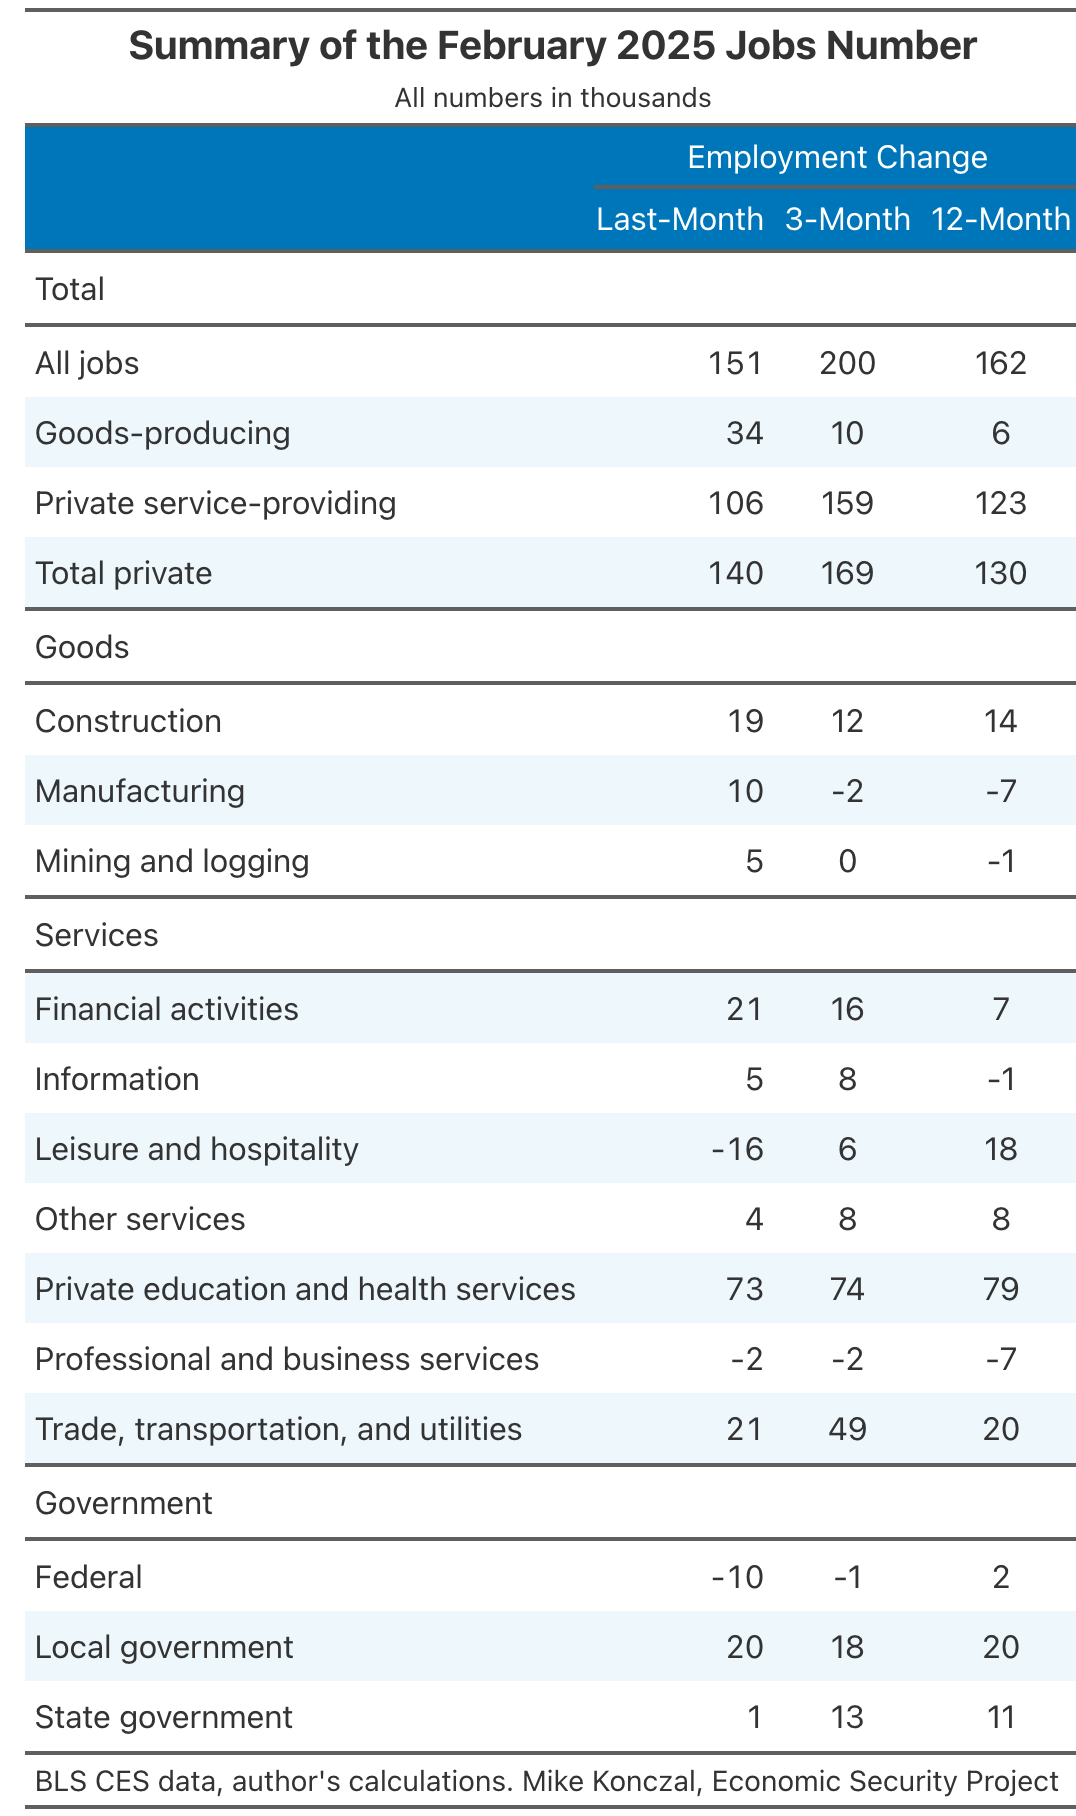 Summary of the February 2025 Jobs Number
All numbers in thousands
Employment Change
Last-Month 3-Month 12-Month
Total
All jobs 151 200 162
Goods-producing 34 10 6
Private service-providing 106 159 123
Total private 140 169 130
Goods
Construction 19 12 14
Manufacturing 10 -2 -7
Mining and logging 5 0 -1
Services
Financial activities 21 16 7
Information 5 8 -1
Leisure and hospitality -16 6 18
Other services 4 8 8
Private education and health services 73 74 79
Professional and business services -2 -2 -7
Trade, transportation, and utilities 21 49 20
Government
Federal -10 -1 2
Local government 20 18 20
State government 1 13 11
BLS CES data, author's calculations. Mike Konczal, Economic Security Project